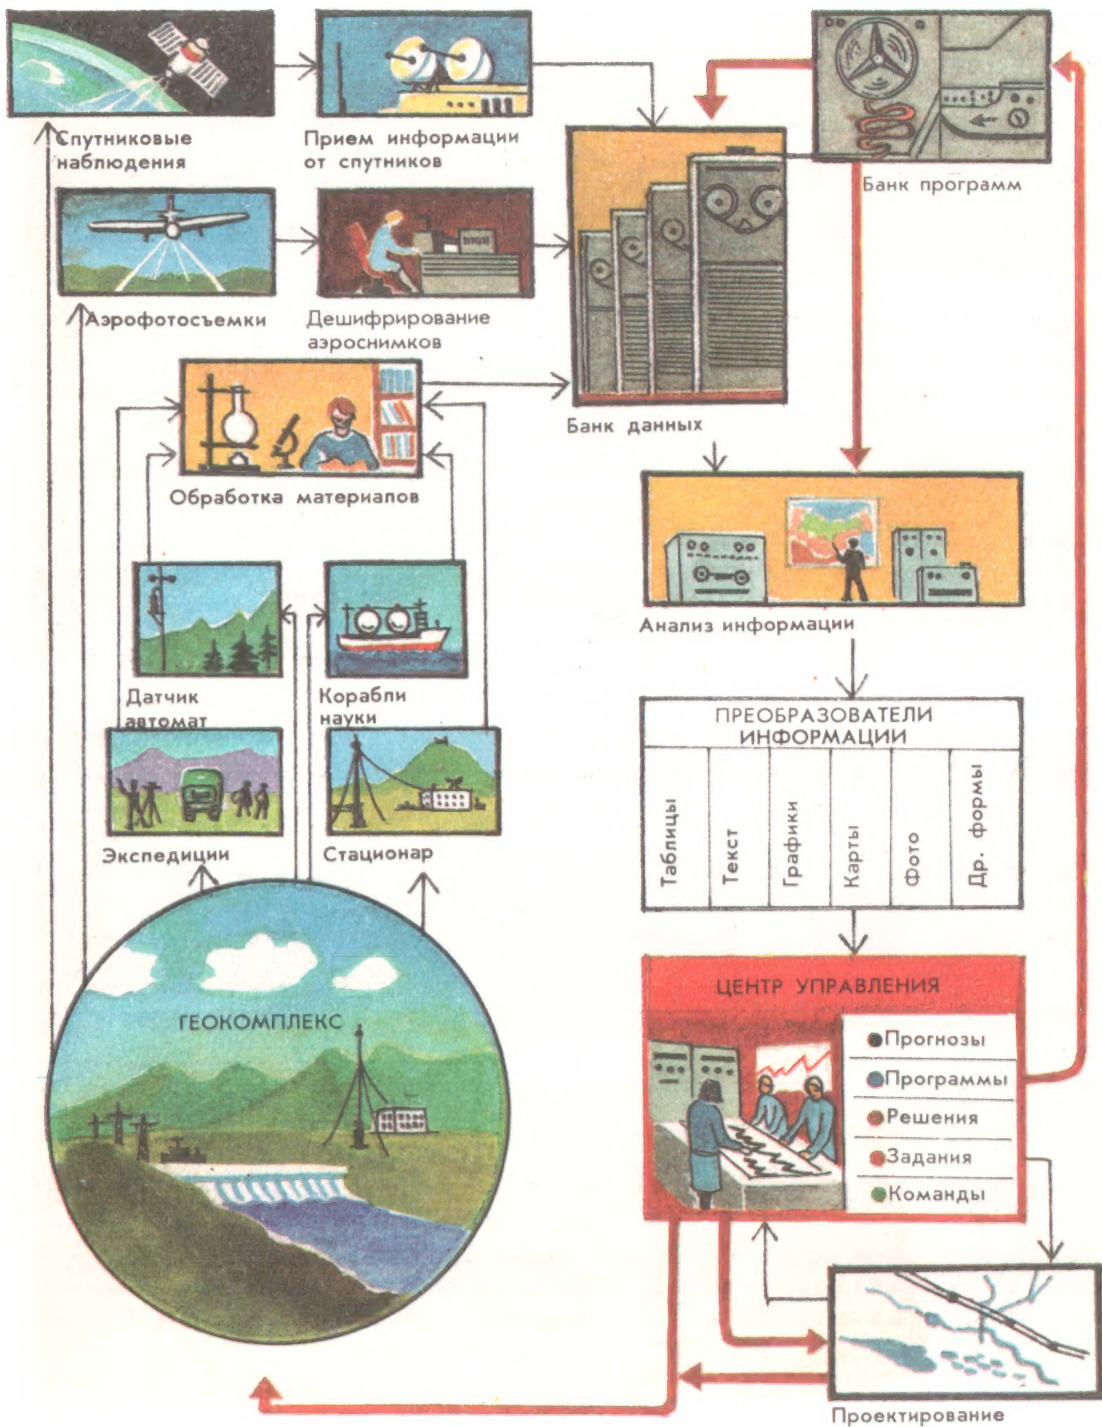 Спутниковые
наблюдения
Прием информации
от спутников
Банк программ
Аэрофотосъемки
Дешифрирование
аэроснимков
Банк данных
Обработка материалов
Анализ информации
Датчик
автомат
Корабли
науки
ПРЕОБРАЗОВАТЕЛИ
ИНФОРМАЦИИ
Таблицы
Текст
Графики
Карты
Фото
Др. формы
Экспедиции
Стационар
ГЕОКОМПЛЕКС
ЦЕНТР УПРАВЛЕНИЯ
Прогнозы
Программы
Решения
Задания
Команды
Проектирование